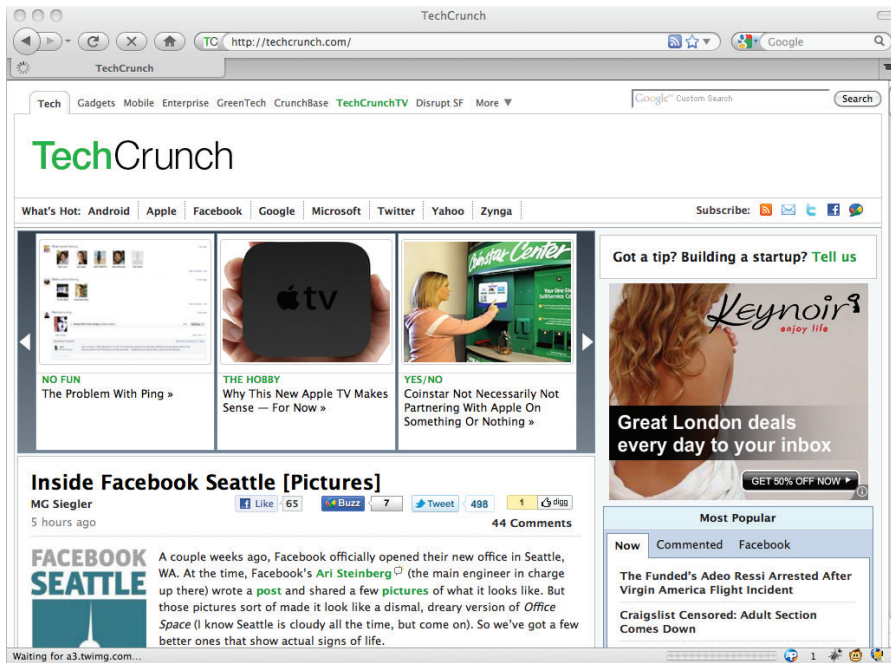 TechCrunch
TC http://techcrunch.com/
Google
TechCrunch
Tech Gadgets Mobile Enterprise GreenTech CrunchBase TechCrunchTV Disrupt SF More ▼
Google™ Custom Search Search
TechCrunch
What's Hot: Android Apple Facebook Google Microsoft Twitter Yahoo Zynga
Subscribe:
tv
Coinstar Center
NO FUN
The Problem With Ping »
THE HOBBY
Why This New Apple TV Makes
Sense — For Now »
YES/NO
Coinstar Not Necessarily Not
Partnering With Apple On
Something Or Nothing »
Got a tip? Building a startup? Tell us
Keynoir
enjoy life
Great London deals
every day to your inbox
GET 50% OFF NOW
Inside Facebook Seattle [Pictures]
MG Siegler
Like 65 Buzz 7 Tweet 498 1 digg
5 hours ago
44 Comments
FACEBOOK
SEATTLE
A couple weeks ago, Facebook officially opened their new office in Seattle,
WA. At the time, Facebook's Ari Steinberg (the main engineer in charge
up there) wrote a post and shared a few pictures of what it looks like. But
those pictures sort of made it look like a dismal, dreary version of Office
Space (I know Seattle is cloudy all the time, but come on). So we've got a few
better ones that show actual signs of life.
Most Popular
Now Commented Facebook
The Funded's Adeo Ressi Arrested After
Virgin America Flight Incident
Craigslist Censored: Adult Section
Comes Down
Waiting for a3.twimg.com...
1